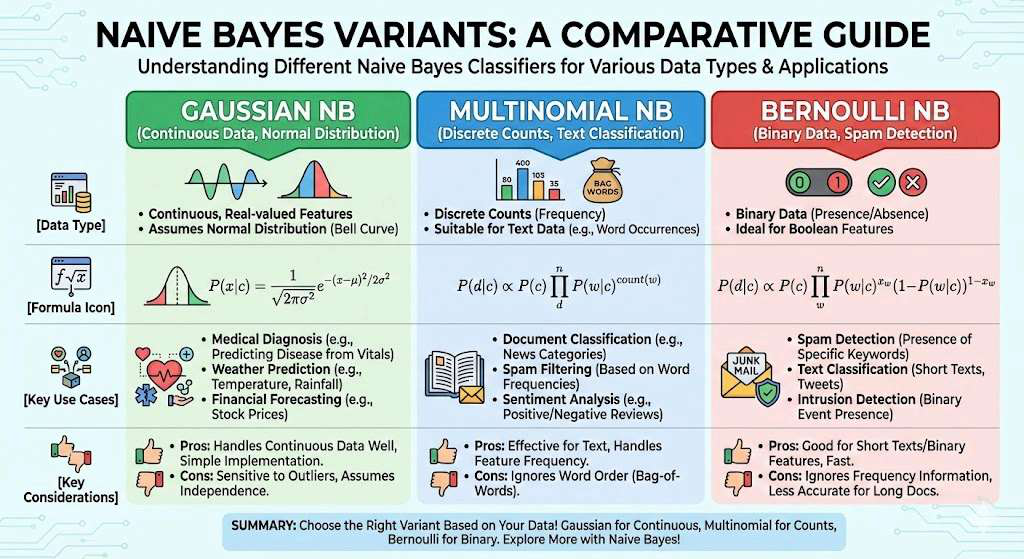 NAIVE BAYES VARIANTS: A COMPARATIVE GUIDE
Understanding Different Naive Bayes Classifiers for Various Data Types & Applications
GAUSSIAN NB
(Continuous Data, Normal Distribution)
MULTINOMIAL NB
(Discrete Counts, Text Classification)
BERNOULLI NB
(Binary Data, Spam Detection)
[Data Type]
• Continuous, Real-valued Features
• Assumes Normal Distribution (Bell Curve)
80 400 105 35
BAG
WORDS
• Discrete Counts (Frequency)
• Suitable for Text Data (e.g., Word Occurrences)
0 1
• Binary Data (Presence/Absence)
• Ideal for Boolean Features
f√x
[Formula Icon]
P(x|c) = 1/√(2πσ²) e^{−(x−μ)²/2σ²}
P(d|c) ∝ P(c) ∏_{d}^{n} P(w|c)^{count(w)}
P(d|c) ∝ P(c) ∏_{w}^{n} P(w|c)^{x_w}(1−P(w|c))^{1−x_w}
[Key Use Cases]
• Medical Diagnosis (e.g.,
Predicting Disease from Vitals)
• Weather Prediction (e.g.,
Temperature, Rainfall)
• Financial Forecasting (e.g.,
Stock Prices)
• Document Classification (e.g.,
News Categories)
• Spam Filtering (Based on Word
Frequencies)
• Sentiment Analysis (e.g.,
Positive/Negative Reviews)
JUNK
MAIL
• Spam Detection (Presence of
Specific Keywords)
• Text Classification (Short Texts,
Tweets)
• Intrusion Detection (Binary
Event Presence)
[Key
Considerations]
• Pros: Handles Continuous Data Well,
Simple Implementation.
• Cons: Sensitive to Outliers, Assumes
Independence.
• Pros: Effective for Text, Handles
Feature Frequency.
• Cons: Ignores Word Order (Bag-of-
Words).
• Pros: Good for Short Texts/Binary
Features, Fast.
• Cons: Ignores Frequency Information,
Less Accurate for Long Docs.
SUMMARY: Choose the Right Variant Based on Your Data! Gaussian for Continuous, Multinomial for Counts,
Bernoulli for Binary. Explore More with Naive Bayes!